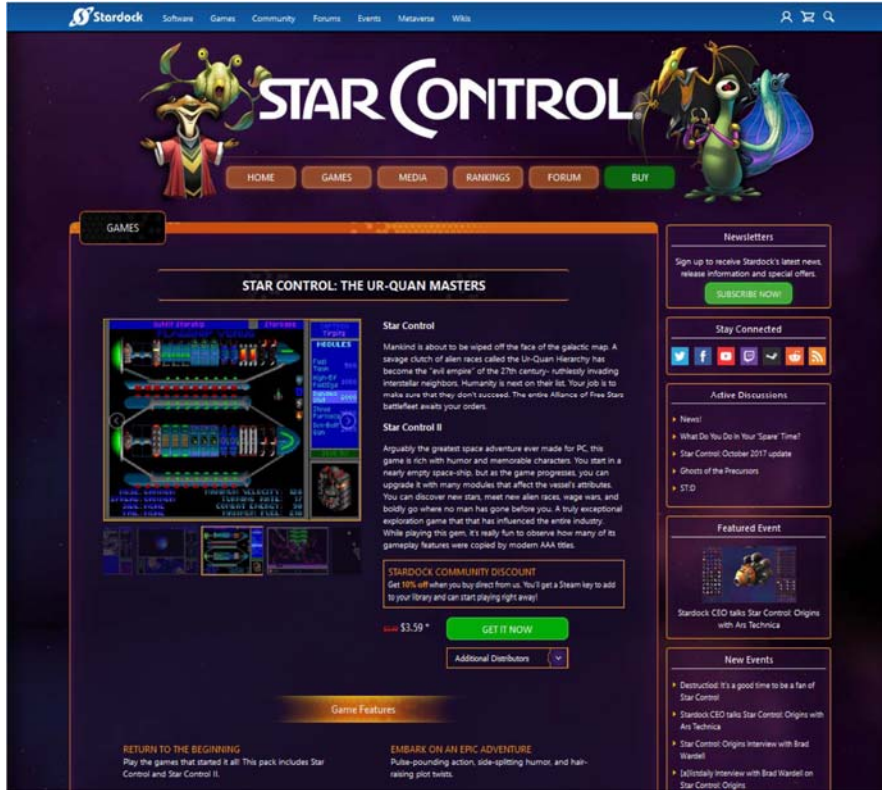 Stardock Software Games Community Forums Events Metaverse Wikis
STAR CONTROL
HOME GAMES MEDIA RANKINGS FORUM BUY
GAMES
STAR CONTROL: THE UR-QUAN MASTERS
MODULES
Star Control
Mankind is about to be wiped off the face of the galactic map. A
savage clutch of alien races called the Ur-Quan Hierarchy has
become the "evil empire" of the 27th century- ruthlessly invading
interstellar neighbors. Humanity is next on their list. Your job is to
make sure that they don't succeed. The entire Alliance of Free Stars
battlefleet awaits your orders.
Star Control II
Arguably the greatest space adventure ever made for PC, this
game is rich with humor and memorable characters. You start in a
nearly empty space-ship, but as the game progresses, you can
upgrade it with many modules that affect the vessel's attributes.
You can discover new stars, meet new alien races, wage wars, and
boldly go where no man has gone before you. A truly exceptional
exploration game that that has influenced the entire industry.
While playing this gem, it's really fun to observe how many of its
gameplay features were copied by modern AAA titles.
STARDOCK COMMUNITY DISCOUNT
Get 10% off when you buy direct from us. You'll get a Steam key to add
to your library and can start playing right away!
$3.59 * GET IT NOW
Additional Distributors
Game Features
RETURN TO THE BEGINNING
Play the games that started it all! This pack includes Star
Control and Star Control II.
EMBARK ON AN EPIC ADVENTURE
Pulse-pounding action, side-splitting humor, and hair-
raising plot twists.
Newsletters
Sign up to receive Stardock's latest news,
release information and special offers.
SUBSCRIBE NOW!
Stay Connected
Active Discussions
News!
What Do You Do In Your 'Spare' Time?
Star Control: October 2017 update
Ghosts of the Precursors
ST:D
Featured Event
Stardock CEO talks Star Control: Origins
with Ars Technica
New Events
Destructiod: It's a good time to be a fan of
Star Control
Stardock CEO talks Star Control: Origins with
Ars Technica
Star Control: Origins Interview with Brad
Wardell
[a]listdaily Interview with Brad Wardell on
Star Control: Origins